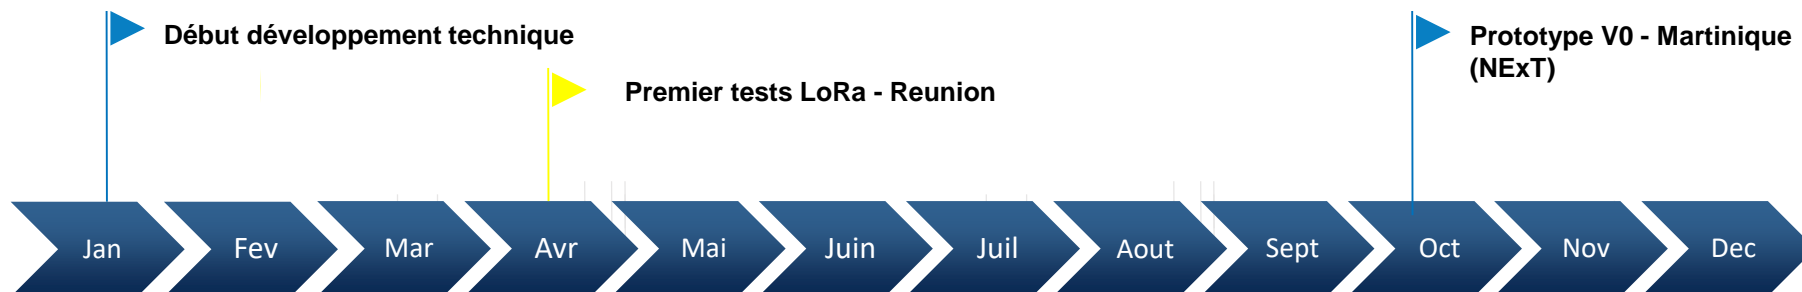 Début développement technique
Prototype V0 - Martinique
(NExT)
Premier tests LoRa - Reunion
Jan
Fev
Mar
Avr
Mai
Juin
Juil
Aout
Sept
Oct
Nov
Dec